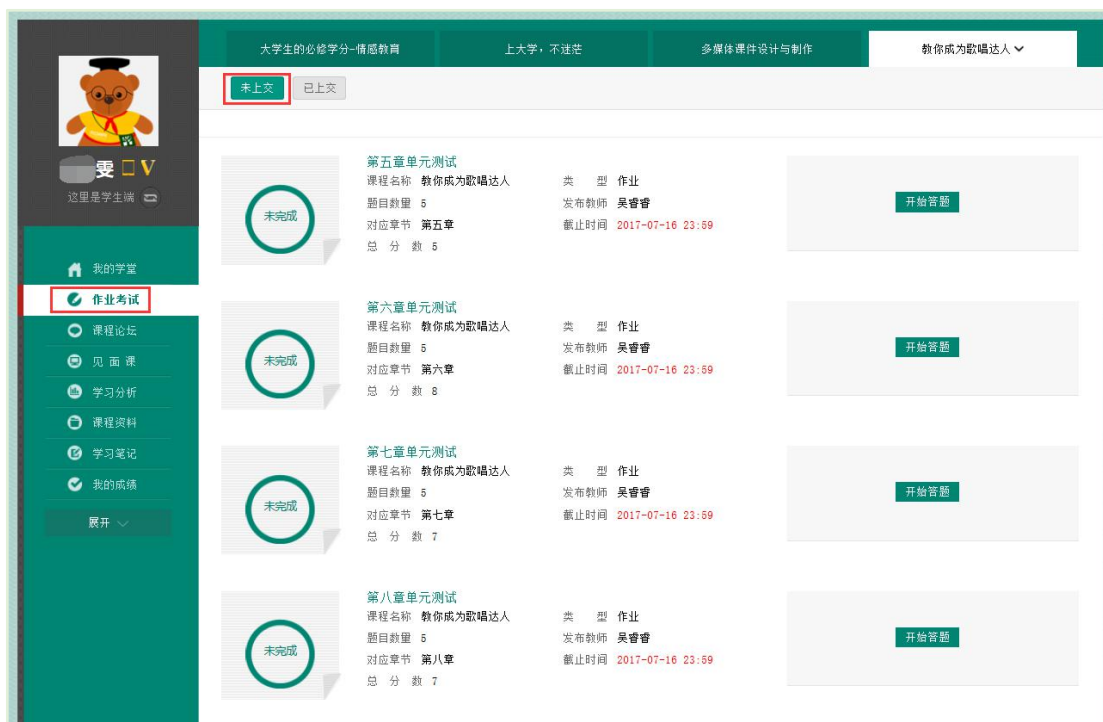 大学生的必修学分-情感教育 上大学，不迷茫 多媒体课件设计与制作 教你成为歌唱达人
未上交 已上交
雯 V
这里是学生端
我的学堂
作业考试
课程论坛
见面课
学习分析
课程资料
学习笔记
我的成绩
展开
第五章单元测试
未完成
课程名称 教你成为歌唱达人 类 型 作业
题目数量 5 发布教师 吴睿睿
开始答题
对应章节 第五章 截止时间 2017-07-16 23:59
总 分 数 5
第六章单元测试
未完成
课程名称 教你成为歌唱达人 类 型 作业
题目数量 5 发布教师 吴睿睿
开始答题
对应章节 第六章 截止时间 2017-07-16 23:59
总 分 数 8
第七章单元测试
未完成
课程名称 教你成为歌唱达人 类 型 作业
题目数量 5 发布教师 吴睿睿
开始答题
对应章节 第七章 截止时间 2017-07-16 23:59
总 分 数 7
第八章单元测试
未完成
课程名称 教你成为歌唱达人 类 型 作业
题目数量 5 发布教师 吴睿睿
开始答题
对应章节 第八章 截止时间 2017-07-16 23:59
总 分 数 7